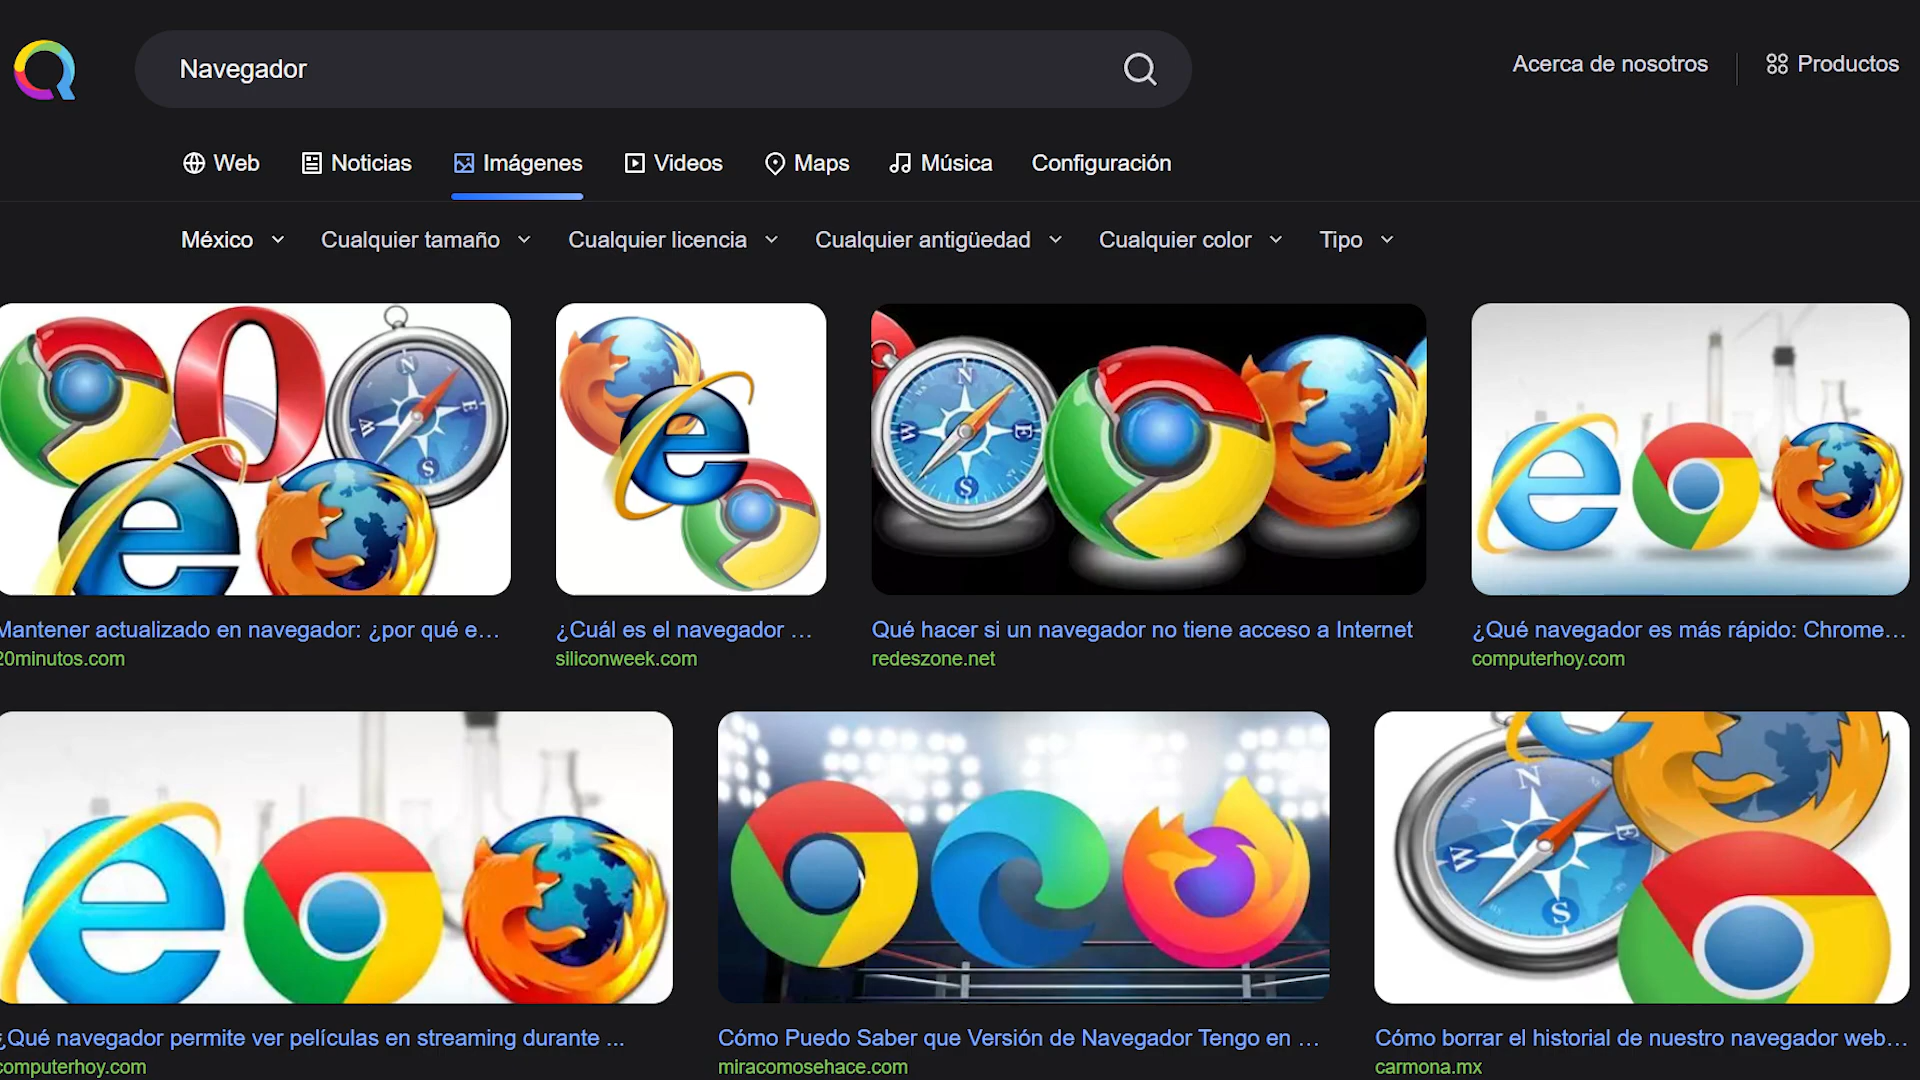 Navegador
Acerca de nosotros
Productos
Web
Noticias
Imágenes
Videos
Maps
Música
Configuración
México
Cualquier tamaño
Cualquier licencia
Cualquier antigüedad
Cualquier color
Tipo
Mantener actualizado en navegador: ¿por qué e...
20minutos.com
¿Cuál es el navegador ...
siliconweek.com
Qué hacer si un navegador no tiene acceso a Internet
redeszone.net
¿Qué navegador es más rápido: Chrome...
computerhoy.com
¿Qué navegador permite ver películas en streaming durante ...
computerhoy.com
Cómo Puedo Saber que Versión de Navegador Tengo en ...
miracomosehace.com
Cómo borrar el historial de nuestro navegador web...
carmona.mx